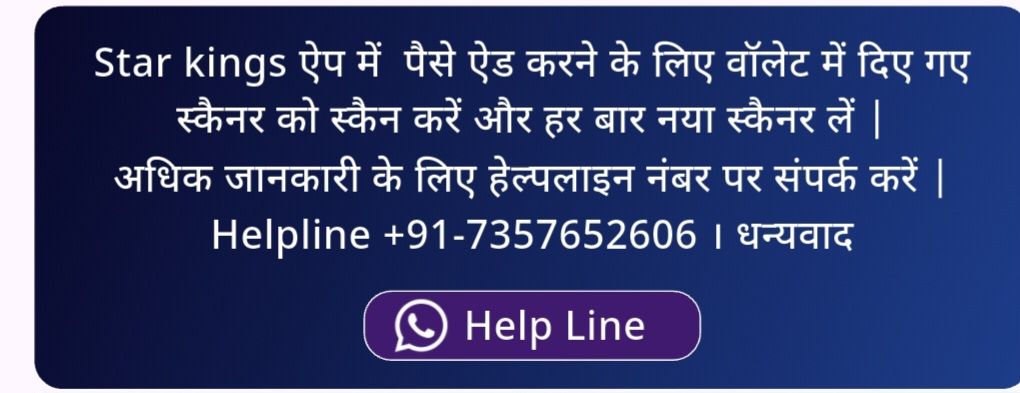 Star kings ऐप में पैसे ऐड करने के लिए वॉलेट में दिए गए
स्कैनर को स्कैन करें और हर बार नया स्कैनर लें |
अधिक जानकारी के लिए हेल्पलाइन नंबर पर संपर्क करें |
Helpline +91-7357652606 । धन्यवाद
Help Line